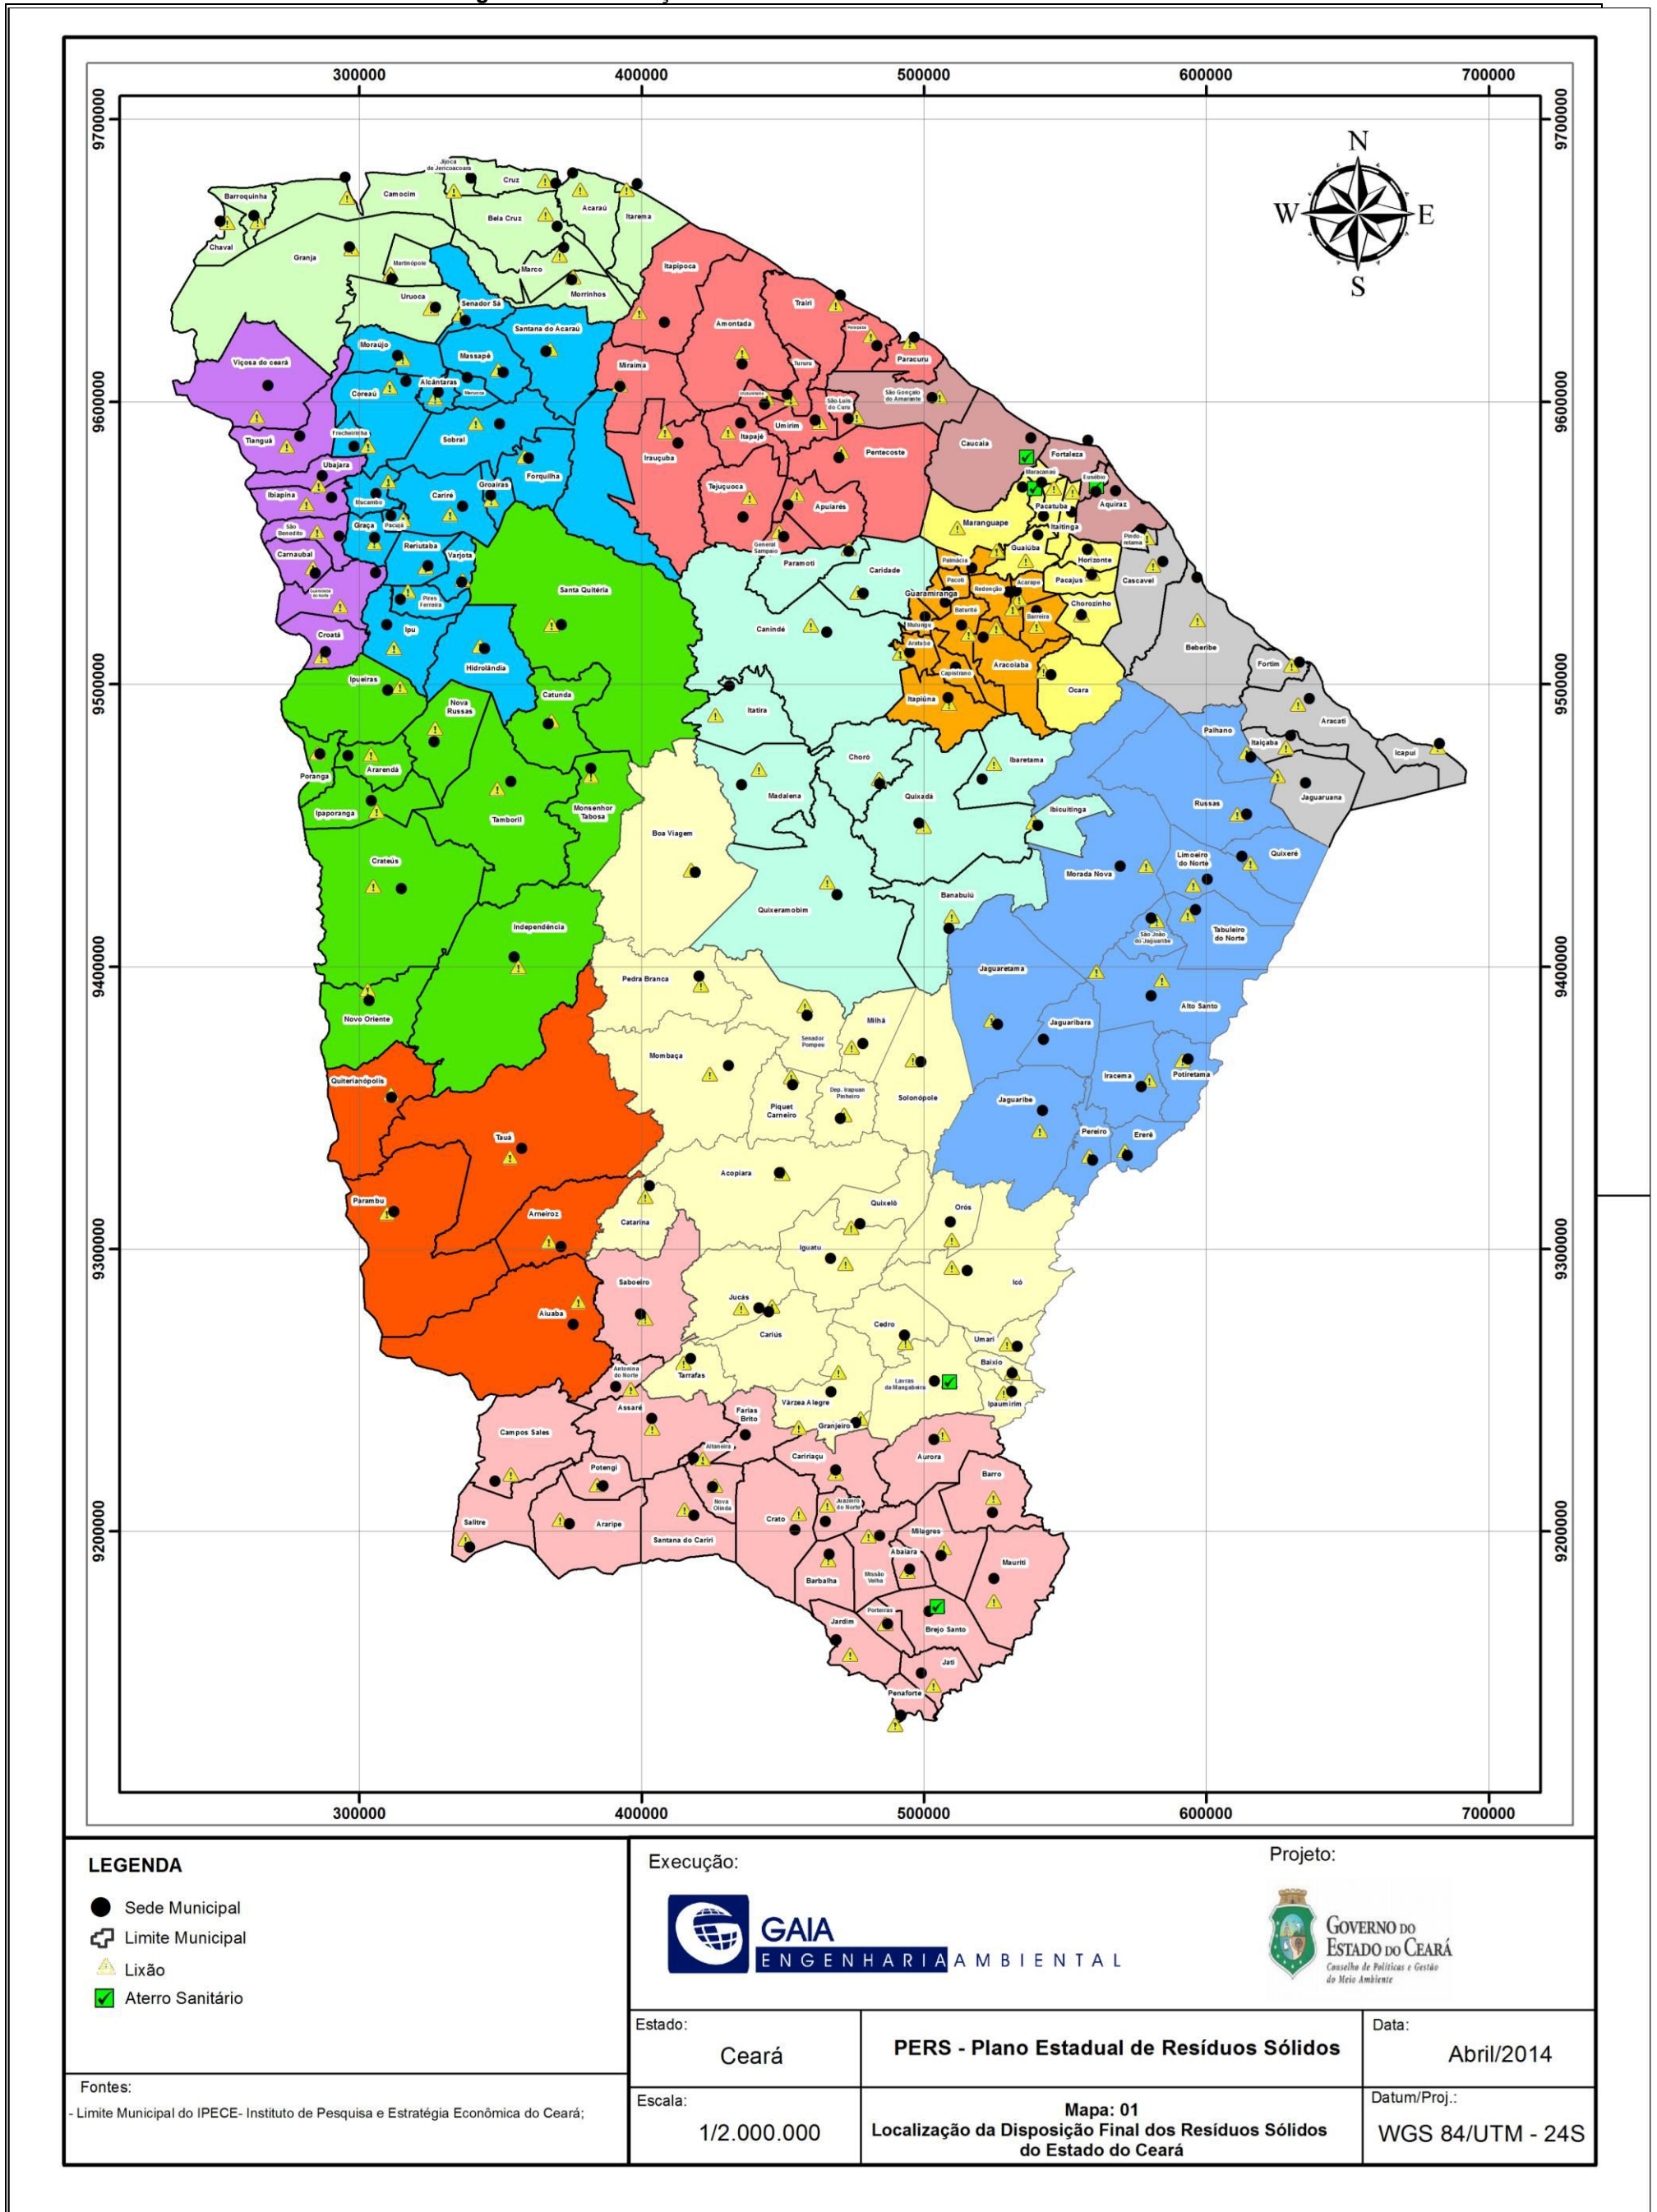 300000 400000 500000 600000 700000
9700000
9700000
N
W E
S
Jijoca
de Jericoacoara
Cruz
Barroquinha
Camocim
Acaraú
Itarema
Bela Cruz
Chaval
Granja
Martinópole
Marco
Itapipoca
Uruoca
Senador Sá
Morrinhos
Trairi
Amontada
Santana do Acaraú
Moraújo
Massapê
Paracuru
Viçosa do ceará
Miraíma
Alcântaras
Coreaú
São Gonçalo
do Amarante
São Luis
do Curu
9600000
9600000
Tianguá
Frecheirinha
Sobral
Itapajé
Umirim
Caucaia
Fortaleza
Irauçuba
Pentecoste
Ubajara
Forquilha
Maracanaú
Eusébio
Ibiapina
Mucambo
Cariré
Groaíras
Tejuçuoca
Apuiarés
Pacatuba
Aquiraz
São
Benedito
Graça
Pacujá
Maranguape
Itaitinga
Pindo-
retama
Carnaubal
Reriutaba
Varjota
General
Sampaio
Paramoti
Caridade
Palmácia
Guaiúba
Horizonte
Cascavel
Pires
Ferreira
Santa Quitéria
Pacoti
Redenção
Acarape
Pacajus
Guaramiranga
Baturité
Barreira
Chorozinho
Croatá
Ipu
Canindé
Mulungu
Aratuba
Beberibe
Hidrolândia
Aracoiaba
Fortim
Ipueiras
Capistrano
Ocara
9500000
9500000
Nova
Russas
Catunda
Itatira
Itapiúna
Aracati
Palhano
Itaiçaba
Icapuí
Poranga
Ararendá
Choró
Ibaretama
Madalena
Quixadá
Jaguaruana
Ipaporanga
Tamboril
Monsenhor
Tabosa
Ibicuitinga
Russas
Boa Viagem
Crateús
Limoeiro
do Norte
Quixeré
Morada Nova
Banabuiú
Quixeramobim
Independência
São João
do Jaguaribe
Tabuleiro
do Norte
9400000
9400000
Pedra Branca
Jaguaretama
Alto Santo
Novo Oriente
Milhã
Jaguaribara
Senador
Pompeu
Mombaça
Quiterianópolis
Iracema
Potiretama
Dep. Irapuan
Pinheiro
Solonópole
Jaguaribe
Piquet
Carneiro
Tauá
Pereiro
Ereré
Acopiara
Parambu
Quixelô
Orós
Arneiroz
Catarina
9300000
9300000
Iguatu
Icó
Saboeiro
Jucás
Aiuaba
Cariús
Cedro
Umari
Baixio
Antonina
do Norte
Tarrafas
Lavras
da Mangabeira
Várzea Alegre
Ipaumirim
Assaré
Farias
Brito
Granjeiro
Campos Sales
Altaneira
Caririaçu
Aurora
Potengi
Barro
Nova
Olinda
Juazeiro
do Norte
Salitre
Araripe
Santana do Cariri
Crato
Milagres
9200000
9200000
Abaiara
Mauriti
Barbalha
Missão
Velha
Porteiras
Jardim
Brejo Santo
Jati
Penaforte
300000 400000 500000 600000 700000
LEGENDA
Sede Municipal
Limite Municipal
Lixão
Aterro Sanitário
Fontes:
- Limite Municipal do IPECE- Instituto de Pesquisa e Estratégia Econômica do Ceará;
Execução:
GAIA
ENGENHARIA AMBIENTAL
Projeto:
GOVERNO DO
ESTADO DO CEARÁ
Conselho de Políticas e Gestão
do Meio Ambiente
Estado:
Ceará
PERS - Plano Estadual de Resíduos Sólidos
Data:
Abril/2014
Escala:
1/2.000.000
Mapa: 01
Localização da Disposição Final dos Resíduos Sólidos
do Estado do Ceará
Datum/Proj.:
WGS 84/UTM - 24S